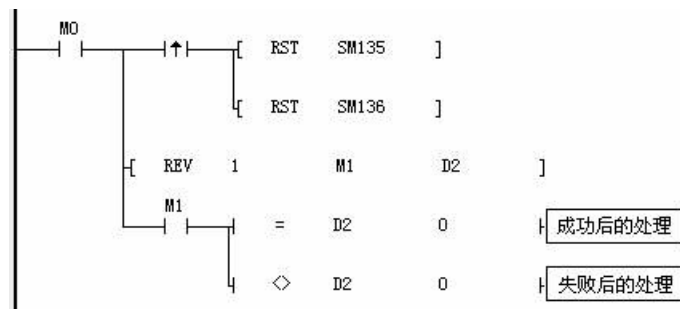 M0
RST SM135
RST SM136
REV 1 M1 D2
M1
= D2 0 成功后的处理
<> D2 0 失败后的处理